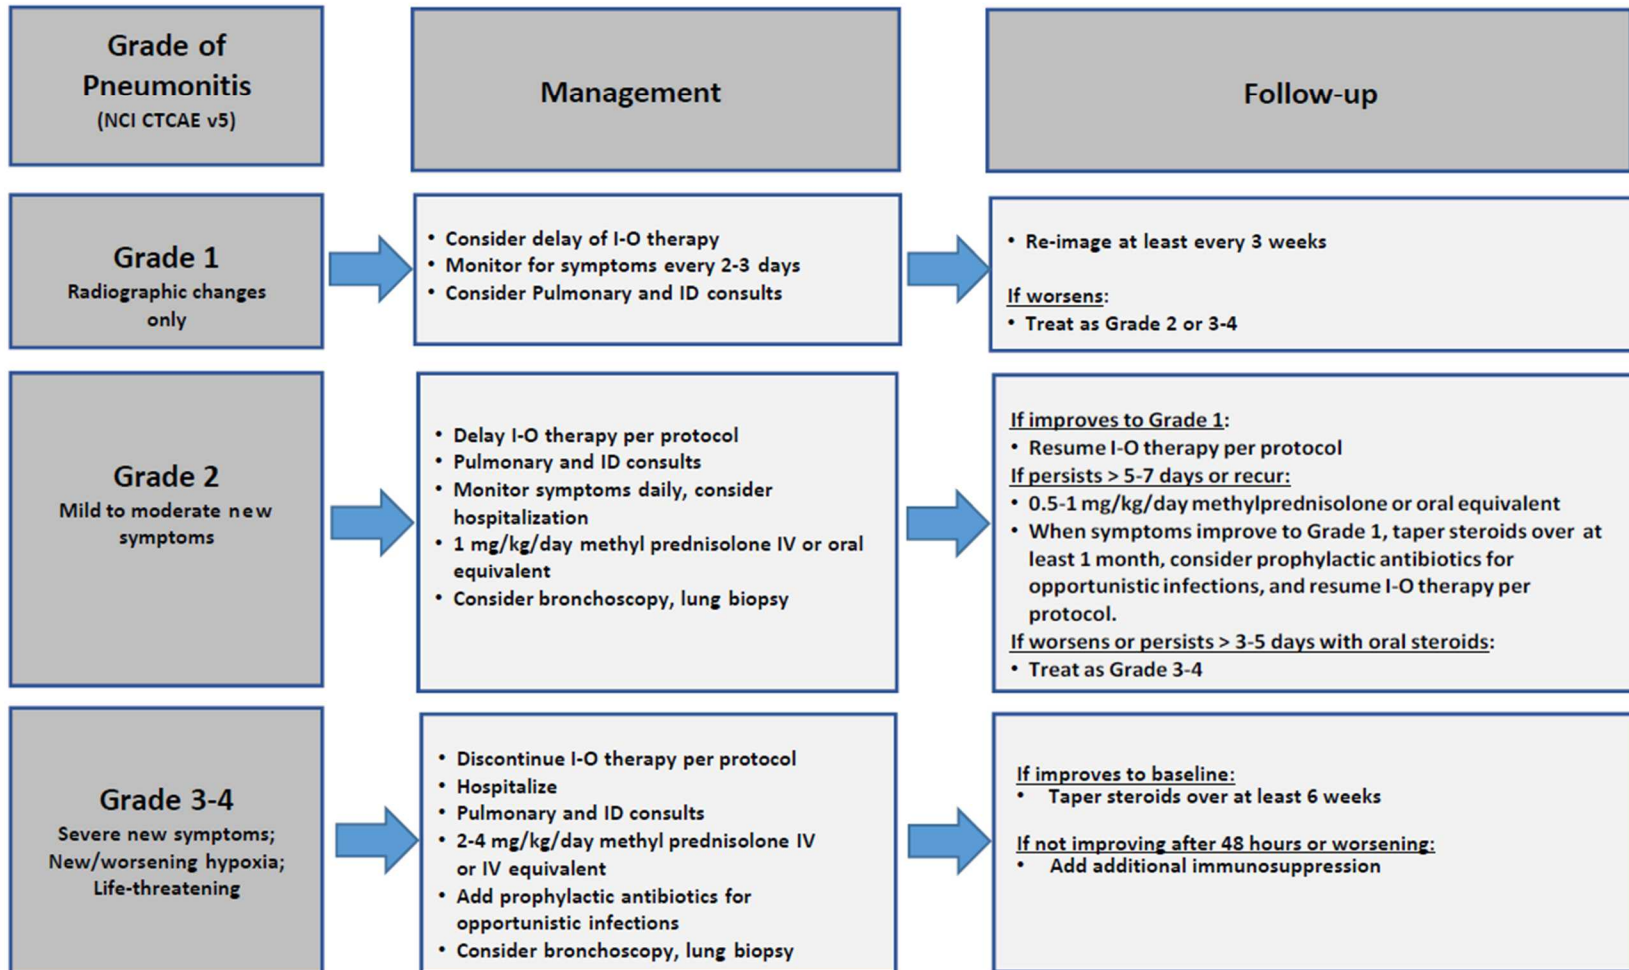 Grade of
Pneumonitis
(NCI CTCAE v5)
Management
Follow-up
Grade 1
Radiographic changes
only
• Consider delay of I-O therapy
• Monitor for symptoms every 2-3 days
• Consider Pulmonary and ID consults
• Re-image at least every 3 weeks
If worsens:
• Treat as Grade 2 or 3-4
Grade 2
Mild to moderate new
symptoms
• Delay I-O therapy per protocol
• Pulmonary and ID consults
• Monitor symptoms daily, consider
hospitalization
• 1 mg/kg/day methyl prednisolone IV or oral
equivalent
• Consider bronchoscopy, lung biopsy
If improves to Grade 1:
• Resume I-O therapy per protocol
If persists > 5-7 days or recur:
• 0.5-1 mg/kg/day methylprednisolone or oral equivalent
• When symptoms improve to Grade 1, taper steroids over at
least 1 month, consider prophylactic antibiotics for
opportunistic infections, and resume I-O therapy per
protocol.
If worsens or persists > 3-5 days with oral steroids:
• Treat as Grade 3-4
Grade 3-4
Severe new symptoms;
New/worsening hypoxia;
Life-threatening
• Discontinue I-O therapy per protocol
• Hospitalize
• Pulmonary and ID consults
• 2-4 mg/kg/day methyl prednisolone IV
or IV equivalent
• Add prophylactic antibiotics for
opportunistic infections
• Consider bronchoscopy, lung biopsy
If improves to baseline:
• Taper steroids over at least 6 weeks
If not improving after 48 hours or worsening:
• Add additional immunosuppression